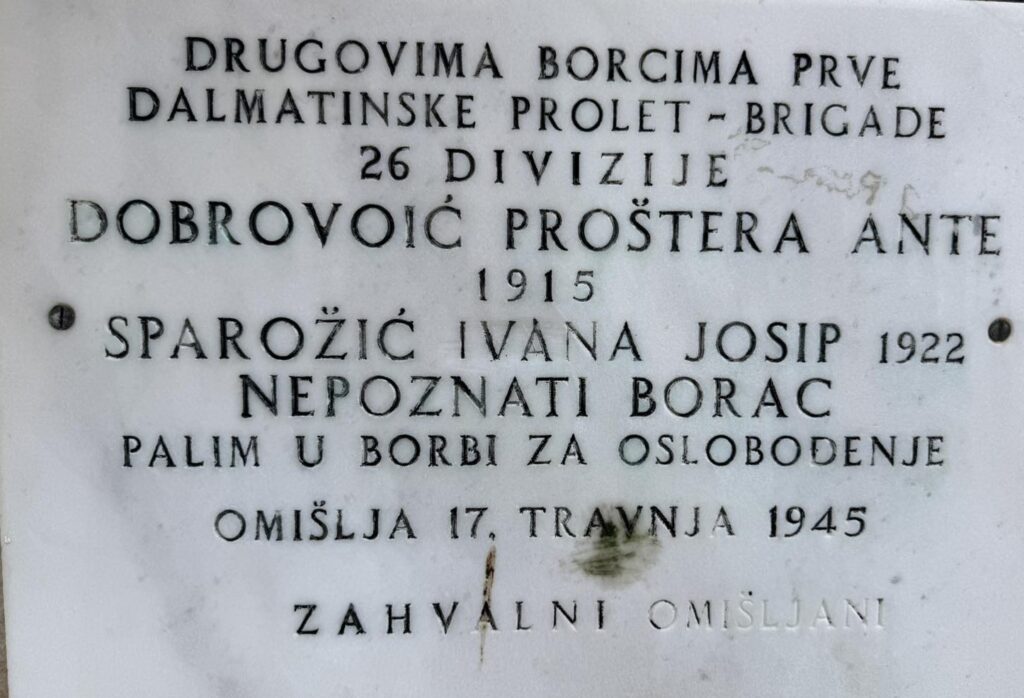 DRUGOVIMA BORCIMA PRVE
DALMATINSKE PROLET - BRIGADE
26 DIVIZIJE
DOBROVOIĆ PROŠTERA ANTE
1915
SPAROŽIĆ IVANA JOSIP 1922
NEPOZNATI BORAC
PALIM U BORBI ZA OSLOBOĐENJE
OMIŠLJA 17. TRAVNJA 1945
ZAHVALNI OMIŠLJANI